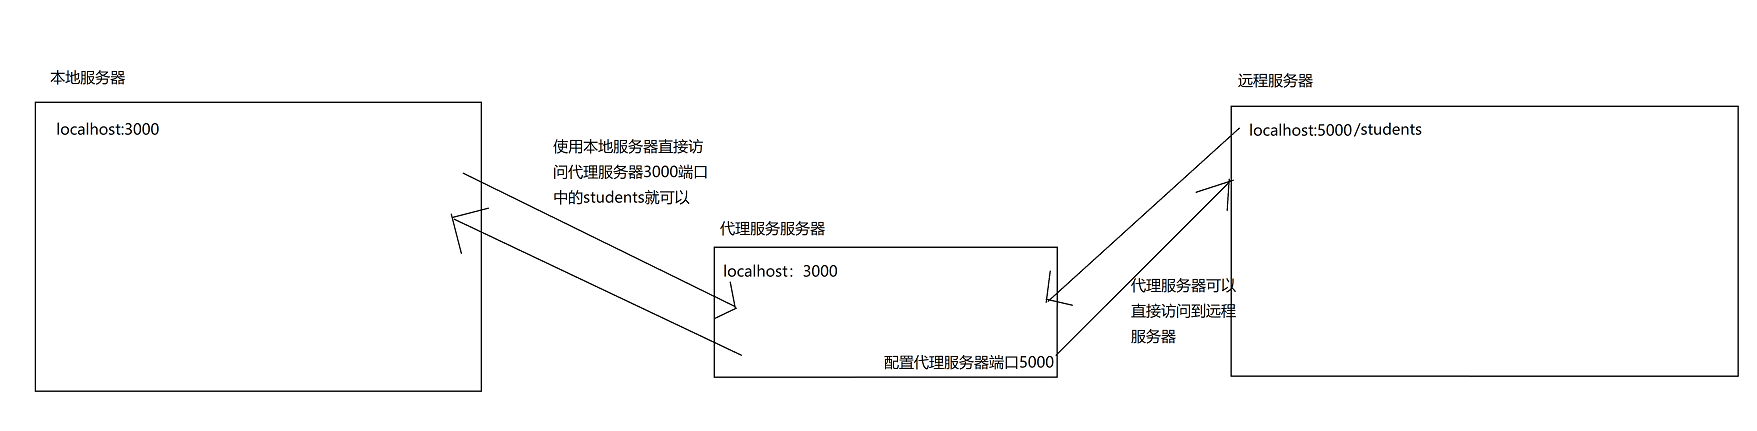 本地服务器
localhost:3000
使用本地服务器直接访
问代理服务器3000端口
中的students就可以
代理服务服务器
localhost：3000
配置代理服务器端口5000
代理服务器可以
直接访问到远程
服务器
远程服务器
localhost:5000/students